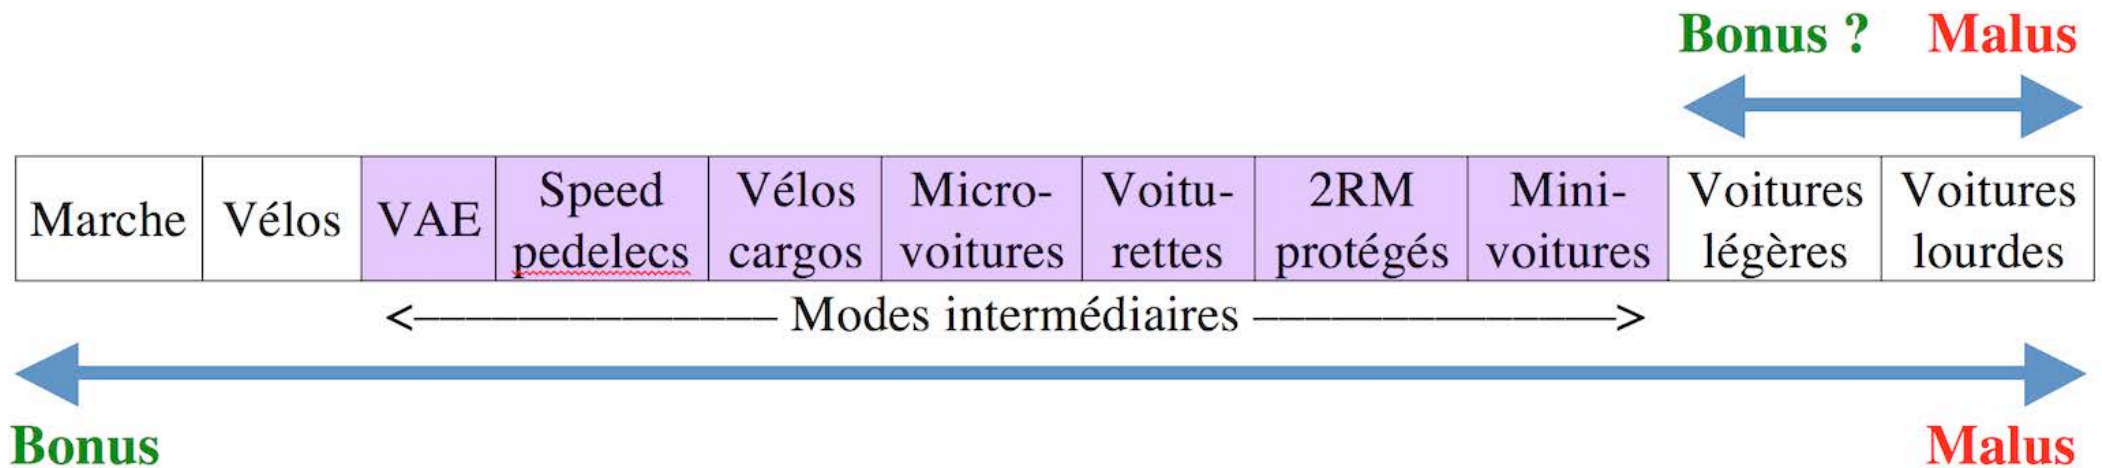 Bonus ? Malus
Marche Vélos VAE Speed pedelecs Vélos cargos Micro-voitures Voitu-rettes 2RM protégés Mini-voitures Voitures légères Voitures lourdes
<—————————— Modes intermédiaires ——————————>
Bonus Malus